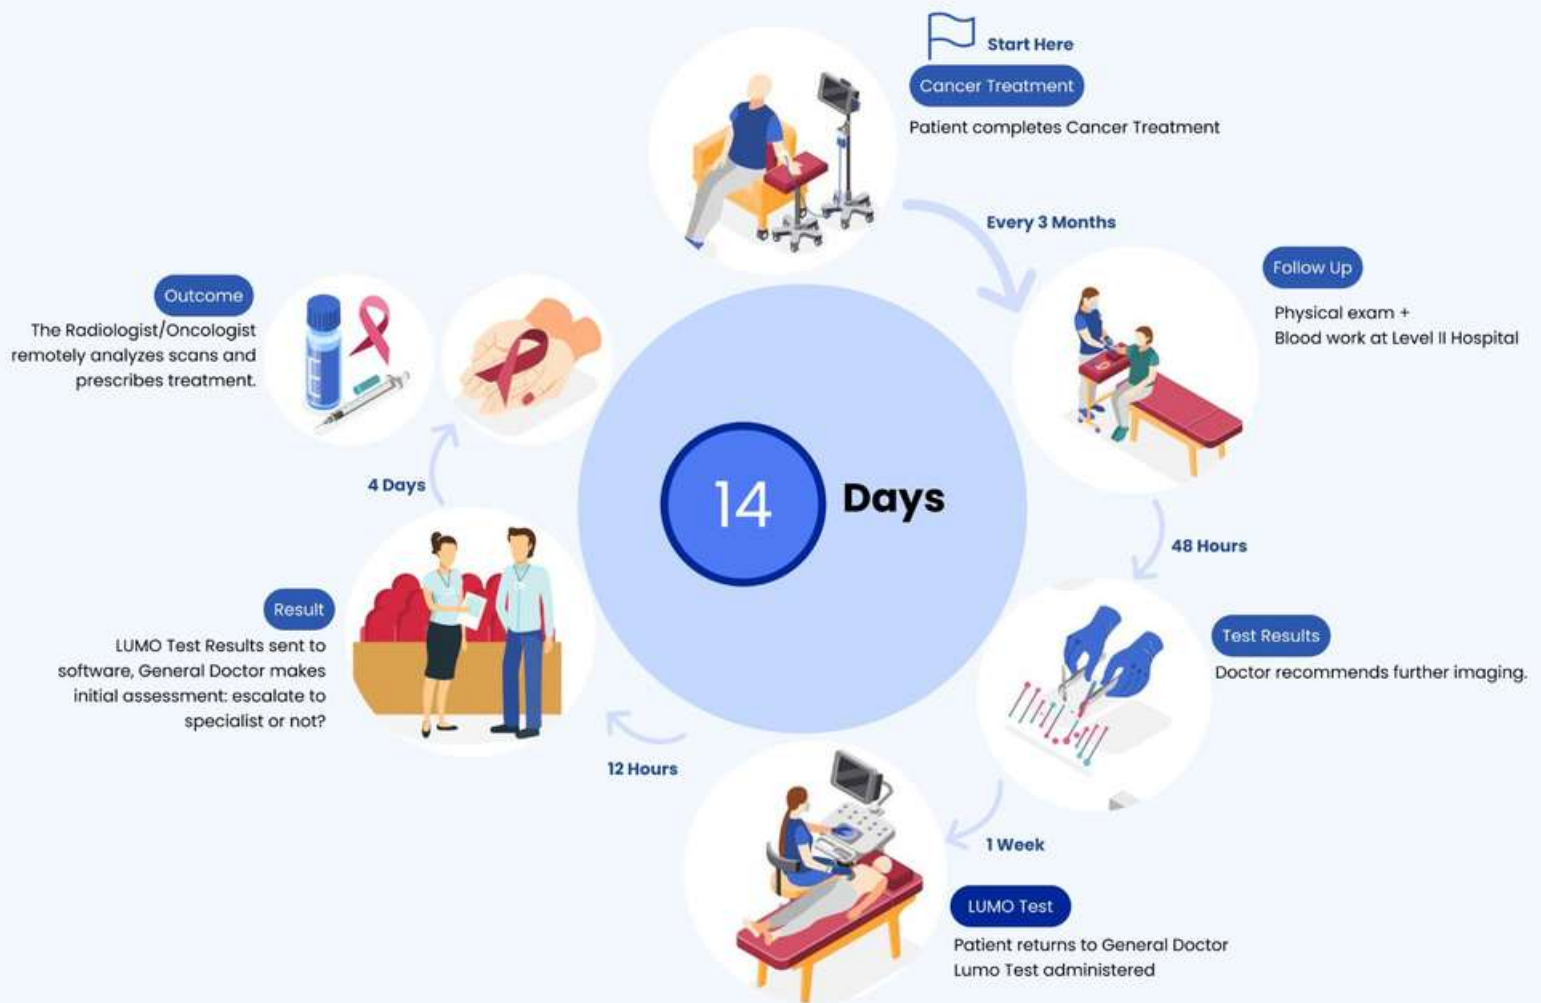 Start Here
Cancer Treatment
Patient completes Cancer Treatment
Every 3 Months
Follow Up
Physical exam +
Blood work at Level II Hospital
48 Hours
Test Results
Doctor recommends further imaging.
1 Week
LUMO Test
Patient returns to General Doctor
Lumo Test administered
12 Hours
Result
LUMO Test Results sent to
software, General Doctor makes
initial assessment: escalate to
specialist or not?
4 Days
Outcome
The Radiologist/Oncologist
remotely analyzes scans and
prescribes treatment.
14 Days